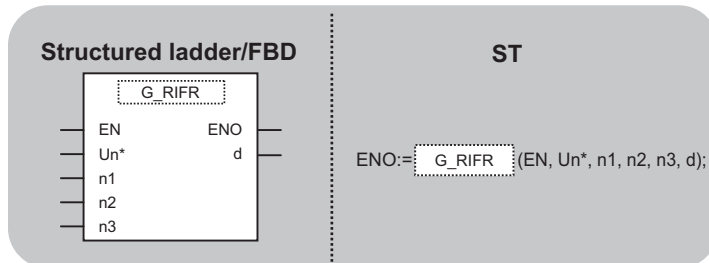 Structured ladder/FBD
G_RIFR
EN ENO
Un* d
n1
n2
n3
ST
ENO:= G_RIFR (EN, Un*, n1, n2, n3, d);